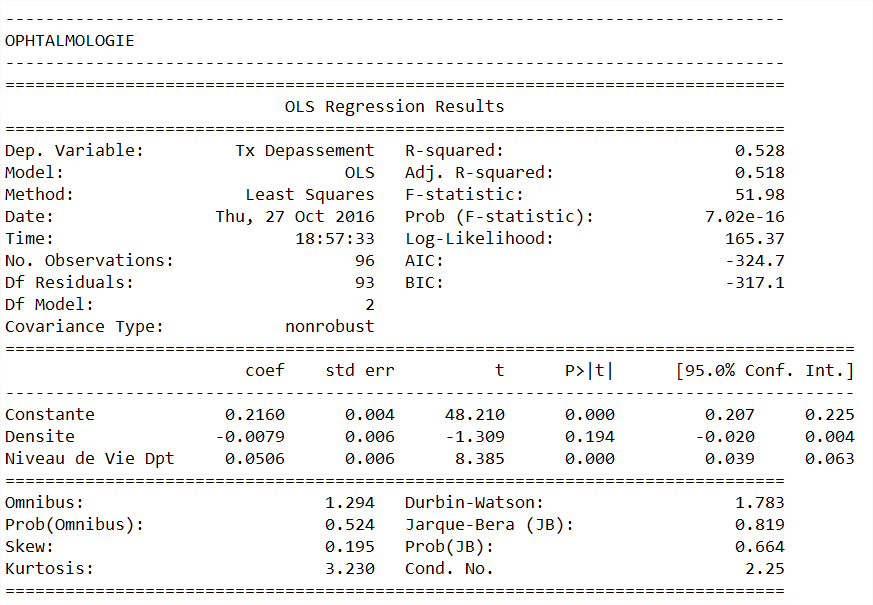 ------------------------------------------------------------------------------
OPHTALMOLOGIE
------------------------------------------------------------------------------
==============================================================================
                            OLS Regression Results
==============================================================================
Dep. Variable:         Tx Depassement   R-squared:                       0.528
Model:                            OLS   Adj. R-squared:                  0.518
Method:                 Least Squares   F-statistic:                     51.98
Date:                Thu, 27 Oct 2016   Prob (F-statistic):           7.02e-16
Time:                        18:57:33   Log-Likelihood:                 165.37
No. Observations:                  96   AIC:                            -324.7
Df Residuals:                      93   BIC:                            -317.1
Df Model:                           2
Covariance Type:            nonrobust
=====================================================================================
                        coef    std err          t      P>|t|      [95.0% Conf. Int.]
-------------------------------------------------------------------------------------
Constante             0.2160      0.004     48.210      0.000         0.207     0.225
Densite              -0.0079      0.006     -1.309      0.194        -0.020     0.004
Niveau de Vie Dpt     0.0506      0.006      8.385      0.000         0.039     0.063
==============================================================================
Omnibus:                        1.294   Durbin-Watson:                   1.783
Prob(Omnibus):                  0.524   Jarque-Bera (JB):                0.819
Skew:                           0.195   Prob(JB):                        0.664
Kurtosis:                       3.230   Cond. No.                         2.25
==============================================================================